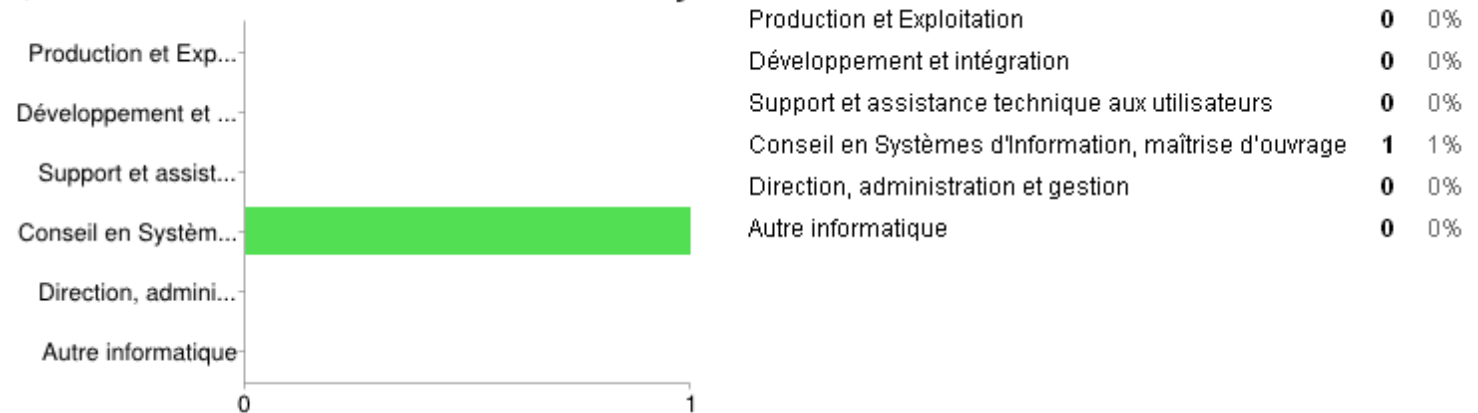 Production et Exp...
Développement et ...
Support et assist...
Conseil en Systèm...
Direction, admini...
Autre informatique
0 1
Production et Exploitation 0 0%
Développement et intégration 0 0%
Support et assistance technique aux utilisateurs 0 0%
Conseil en Systèmes d'Information, maîtrise d'ouvrage 1 1%
Direction, administration et gestion 0 0%
Autre informatique 0 0%